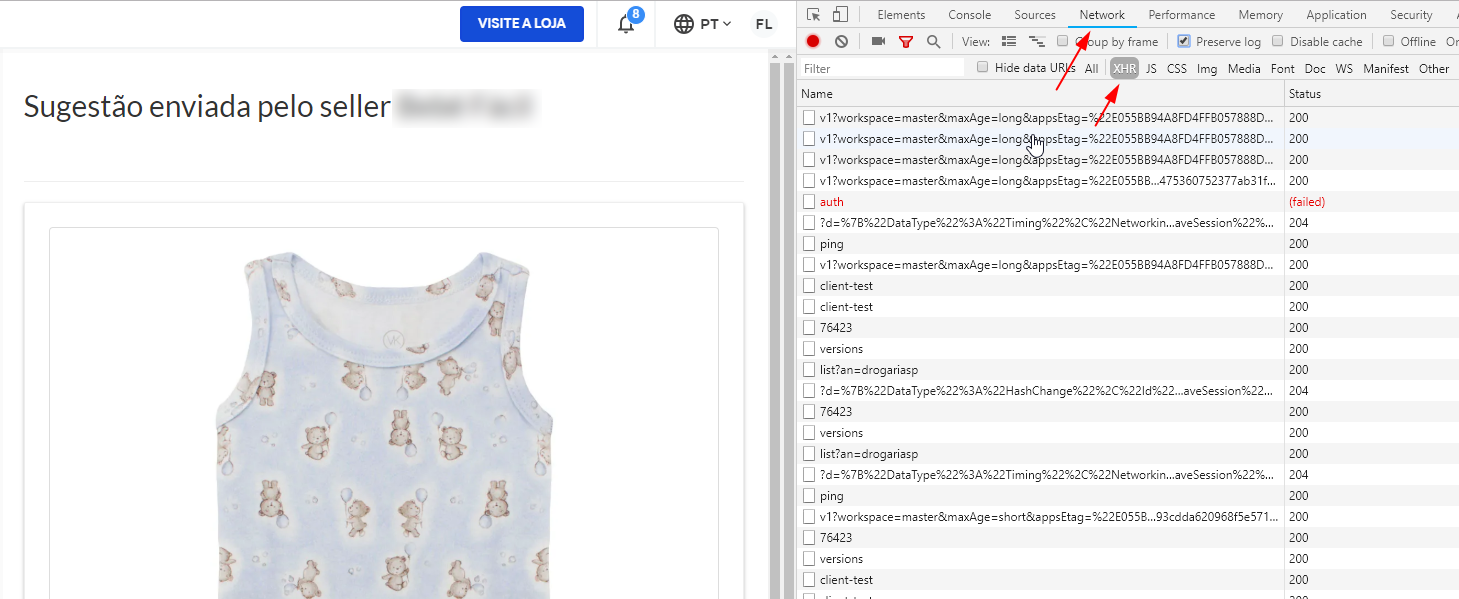 VISITE A LOJA
8
PT
FL
Sugestão enviada pelo seller
VK
Elements Console Sources Network Performance Memory Application Security
View: Group by frame Preserve log Disable cache Offline
Filter Hide data URLs All XHR JS CSS Img Media Font Doc WS Manifest Other
Name Status
v1?workspace=master&maxAge=long&appsEtag=%22E055BB94A8FD4FFB057888D... 200
v1?workspace=master&maxAge=long&appsEtag=%22E055BB94A8FD4FFB057888D... 200
v1?workspace=master&maxAge=long&appsEtag=%22E055BB94A8FD4FFB057888D... 200
v1?workspace=master&maxAge=long&appsEtag=%22E055BB...475360752377ab31f... 200
auth (failed)
?d=%7B%22DataType%22%3A%22Timing%22%2C%22Networkin...aveSession%22%... 204
ping 200
v1?workspace=master&maxAge=long&appsEtag=%22E055BB94A8FD4FFB057888D... 200
client-test 200
client-test 200
76423 200
versions 200
list?an=drogariasp 200
?d=%7B%22DataType%22%3A%22HashChange%22%2C%22Id%22...aveSession%22... 204
76423 200
versions 200
list?an=drogariasp 200
?d=%7B%22DataType%22%3A%22Timing%22%2C%22Networkin...aveSession%22%... 204
ping 200
v1?workspace=master&maxAge=short&appsEtag=%22E055B...93cdda620968f5e571... 200
76423 200
versions 200
client-test 200